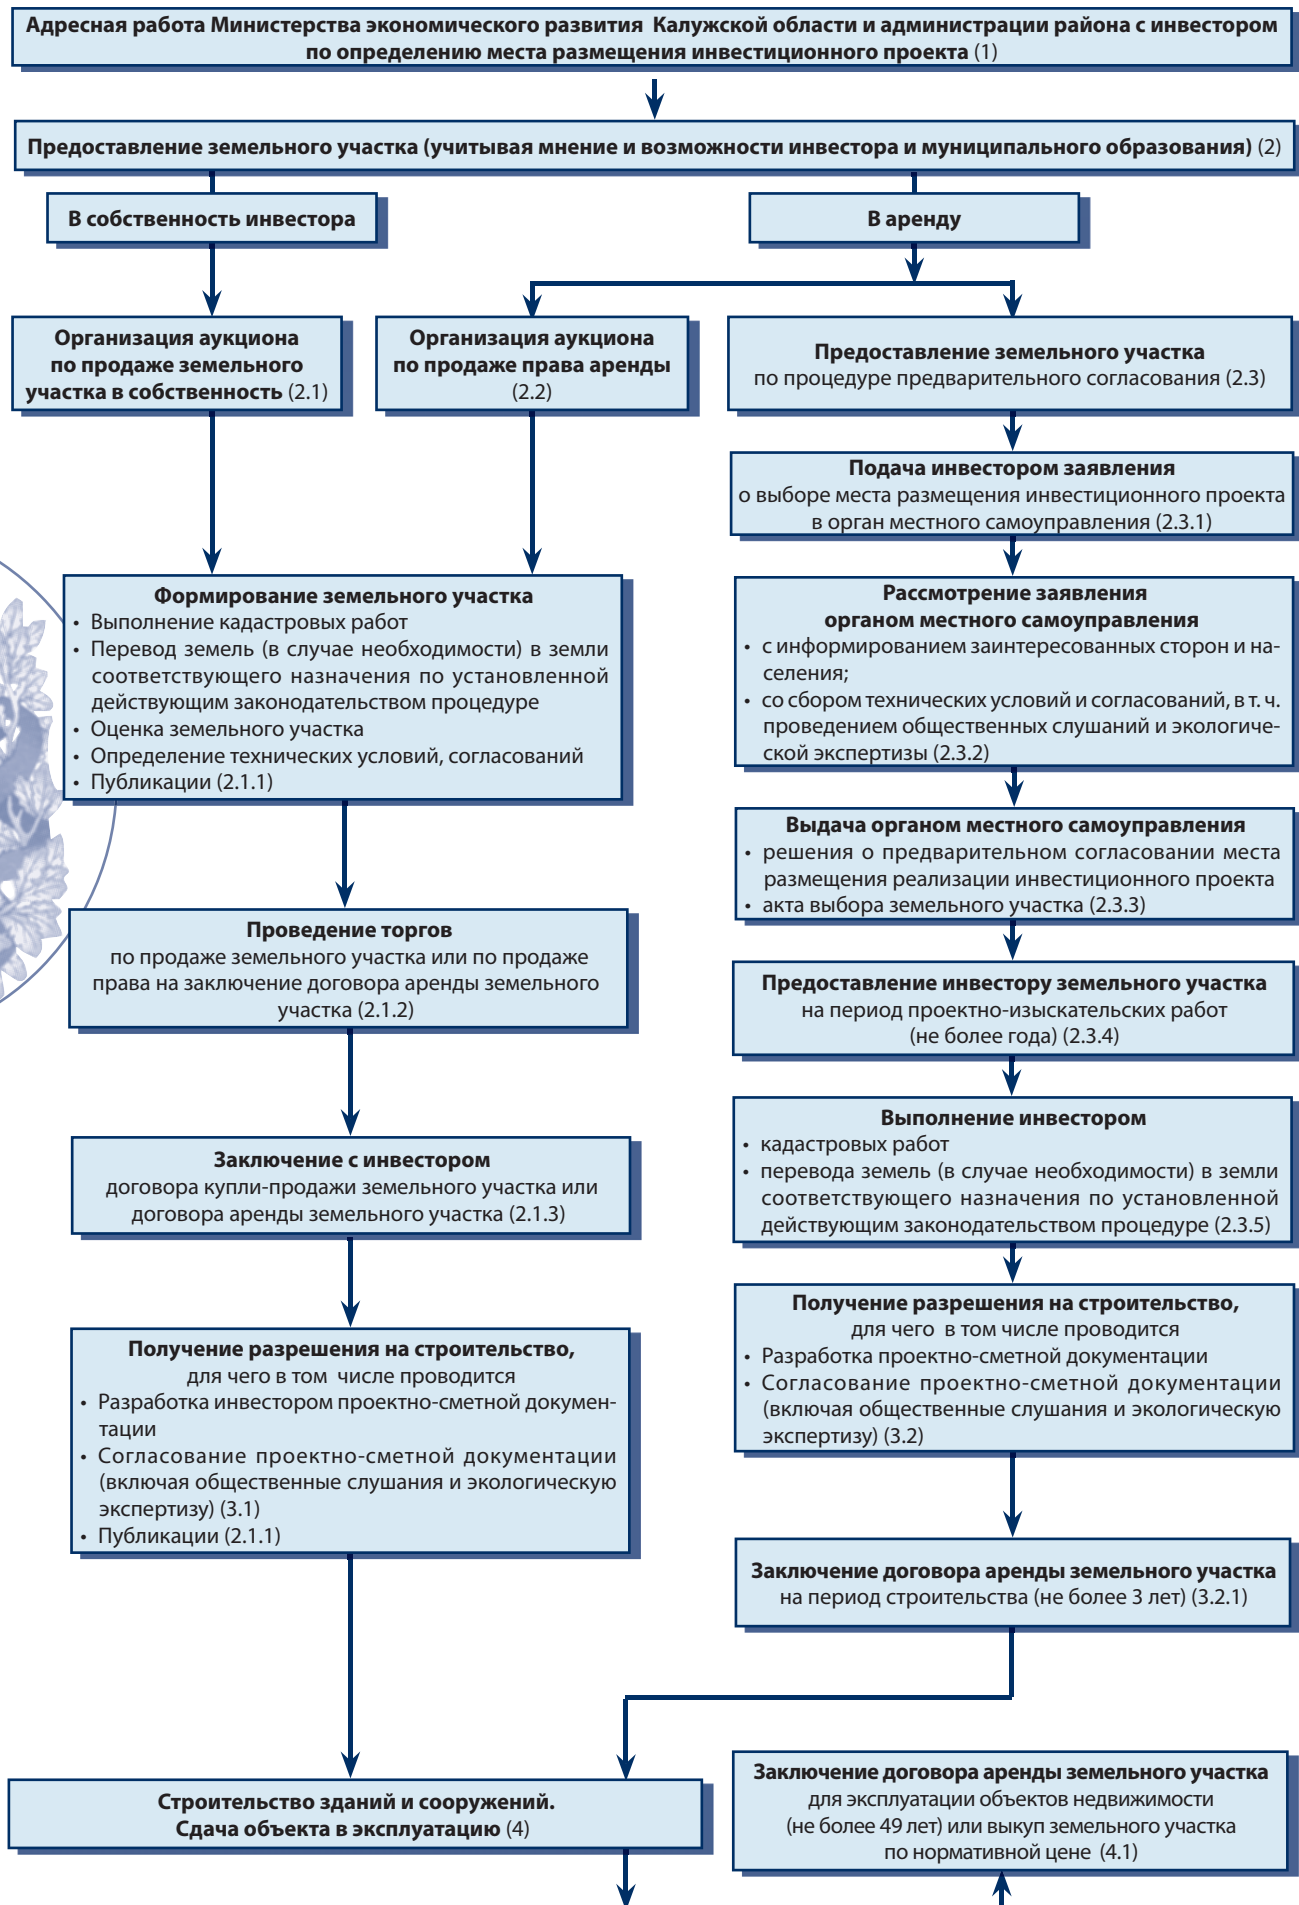 Адресная работа Министерства экономического развития Калужской области и администрации района с инвестором
по определению места размещения инвестиционного проекта (1)
Предоставление земельного участка (учитывая мнение и возможности инвестора и муниципального образования) (2)
В собственность инвестора
В аренду
Организация аукциона
по продаже земельного
участка в собственность (2.1)
Организация аукциона
по продаже права аренды
(2.2)
Предоставление земельного участка
по процедуре предварительного согласования (2.3)
Подача инвестором заявления
о выборе места размещения инвестиционного проекта
в орган местного самоуправления (2.3.1)
Формирование земельного участка
• Выполнение кадастровых работ
• Перевод земель (в случае необходимости) в земли
соответствующего назначения по установленной
действующим законодательством процедуре
• Оценка земельного участка
• Определение технических условий, согласований
• Публикации (2.1.1)
Рассмотрение заявления
органом местного самоуправления
• с информированием заинтересованных сторон и на-
селения;
• со сбором технических условий и согласований, в т. ч.
проведением общественных слушаний и экологиче-
ской экспертизы (2.3.2)
Выдача органом местного самоуправления
• решения о предварительном согласовании места
размещения реализации инвестиционного проекта
• акта выбора земельного участка (2.3.3)
Проведение торгов
по продаже земельного участка или по продаже
права на заключение договора аренды земельного
участка (2.1.2)
Предоставление инвестору земельного участка
на период проектно-изыскательских работ
(не более года) (2.3.4)
Выполнение инвестором
• кадастровых работ
• перевода земель (в случае необходимости) в земли
соответствующего назначения по установленной
действующим законодательством процедуре (2.3.5)
Заключение с инвестором
договора купли-продажи земельного участка или
договора аренды земельного участка (2.1.3)
Получение разрешения на строительство,
для чего в том числе проводится
• Разработка проектно-сметной документации
• Согласование проектно-сметной документации
(включая общественные слушания и экологическую
экспертизу) (3.2)
Получение разрешения на строительство,
для чего в том числе проводится
• Разработка инвестором проектно-сметной докумен-
тации
• Согласование проектно-сметной документации
(включая общественные слушания и экологическую
экспертизу) (3.1)
• Публикации (2.1.1)
Заключение договора аренды земельного участка
на период строительства (не более 3 лет) (3.2.1)
Строительство зданий и сооружений.
Сдача объекта в эксплуатацию (4)
Заключение договора аренды земельного участка
для эксплуатации объектов недвижимости
(не более 49 лет) или выкуп земельного участка
по нормативной цене (4.1)